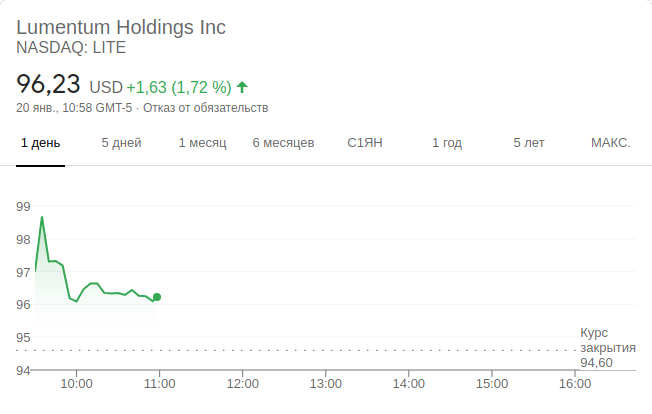 Lumentum Holdings Inc
NASDAQ: LITE
96,23 USD +1,63 (1,72 %)
20 янв., 10:58 GMT-5 · Отказ от обязательств
1 день 5 дней 1 месяц 6 месяцев С1ЯН 1 год 5 лет МАКС.
99
98
97
96
95
94
Курс
закрытия
94,60
10:00 11:00 12:00 13:00 14:00 15:00 16:00